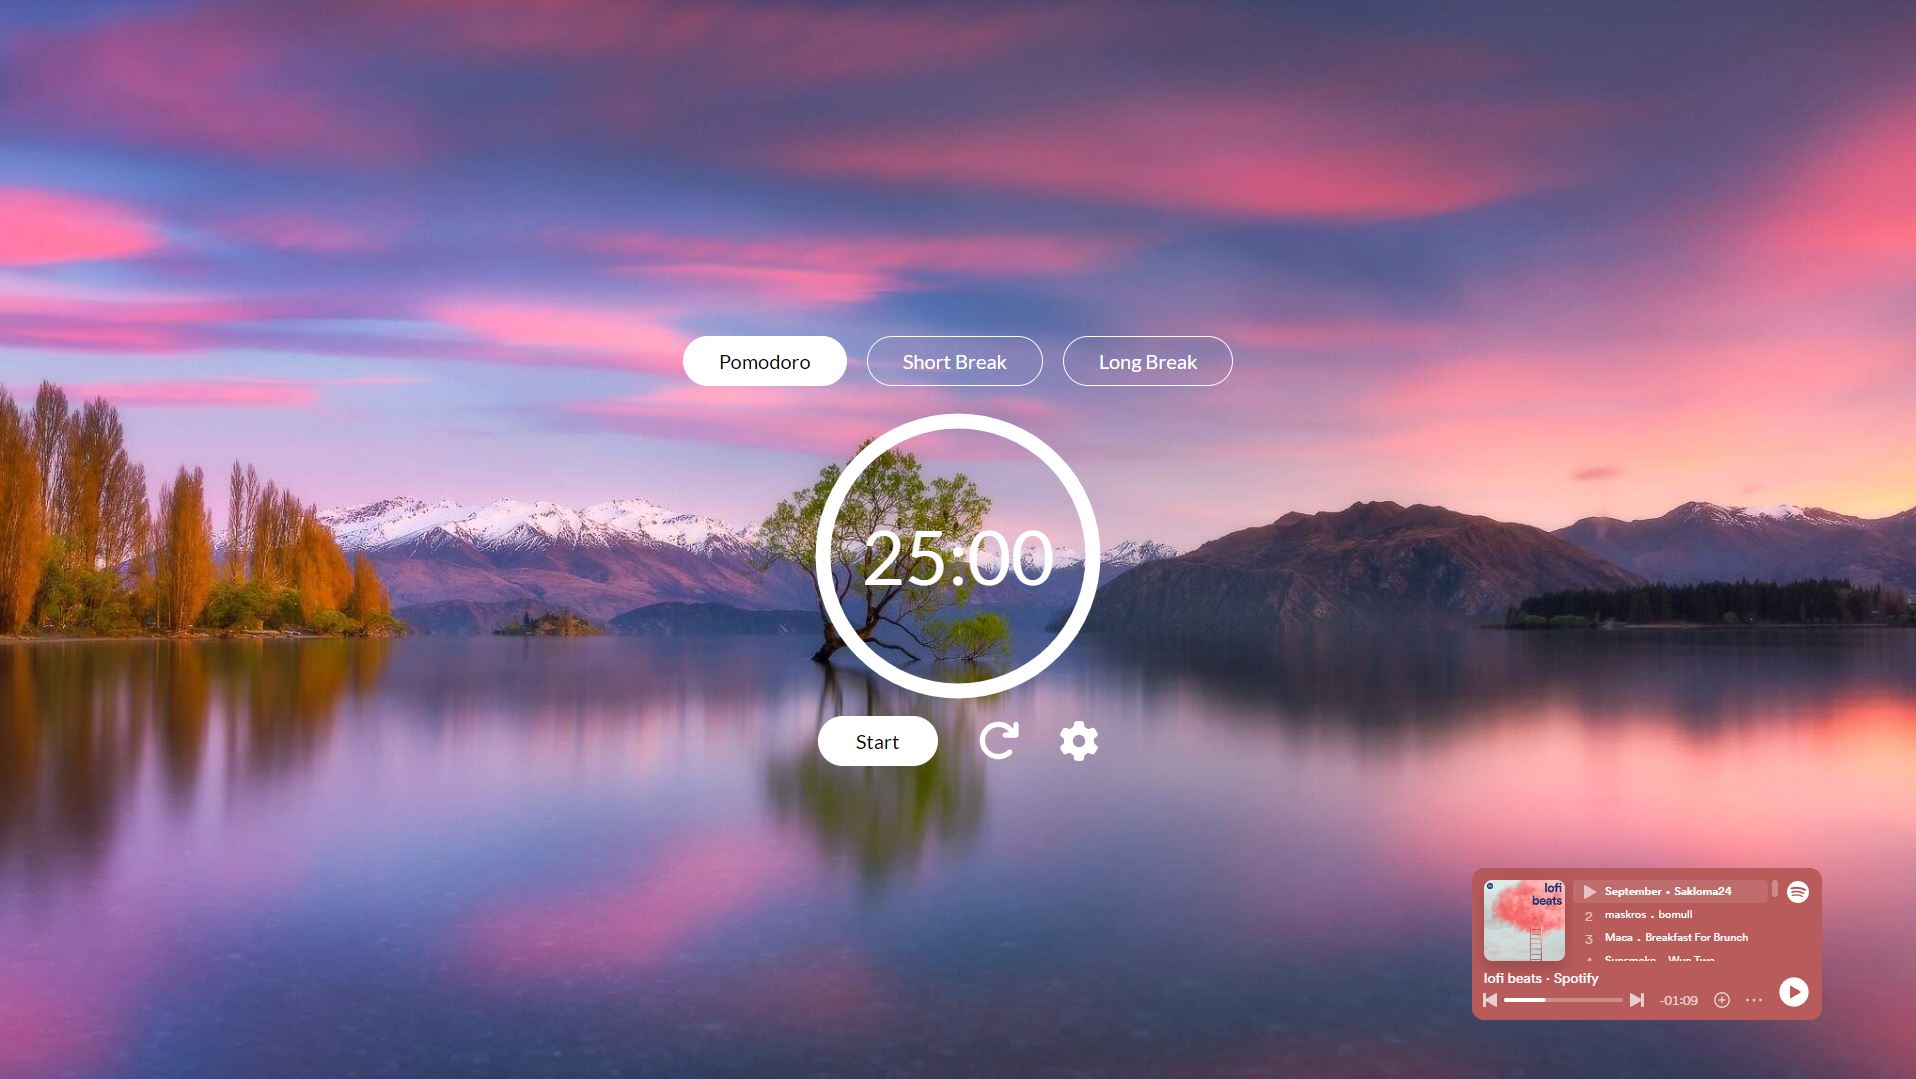 Pomodoro
Short Break
Long Break
25:00
Start
lofi
beats
September • Sakloma24
2 maskros . bomull
3 Maca . Breakfast For Brunch
lofi beats · Spotify
-01:09